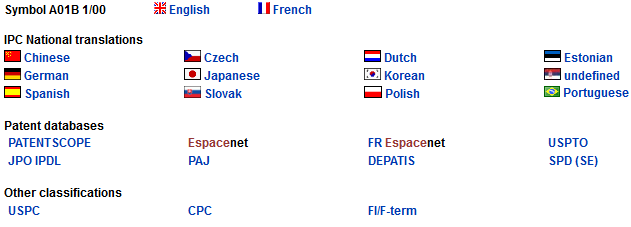 Symbol A01B 1/00 English French
IPC National translations
Chinese Czech Dutch Estonian
German Japanese Korean undefined
Spanish Slovak Polish Portuguese
Patent databases
PATENTSCOPE Espacenet FR Espacenet USPTO
JPO IPDL PAJ DEPATIS SPD (SE)
Other classifications
USPC CPC FI/F-term